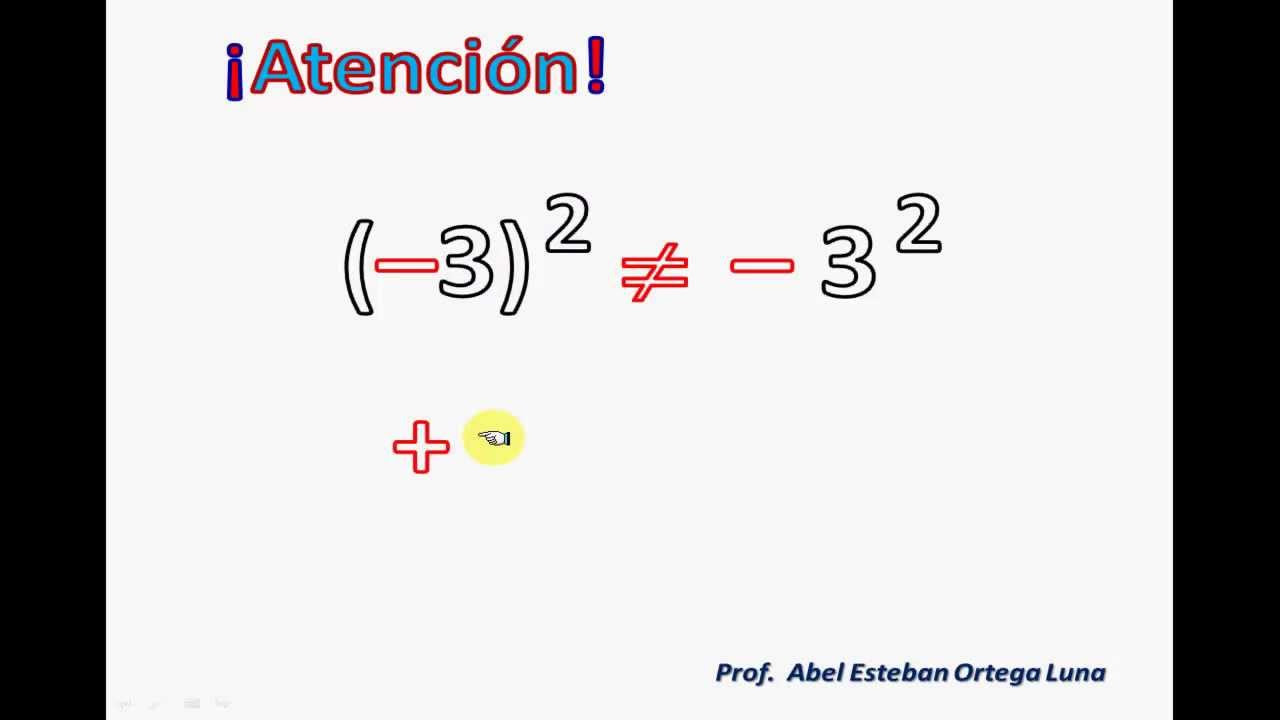 ¡Atención!
(−3)² ≠ − 3²
+
Prof. Abel Esteban Ortega Luna